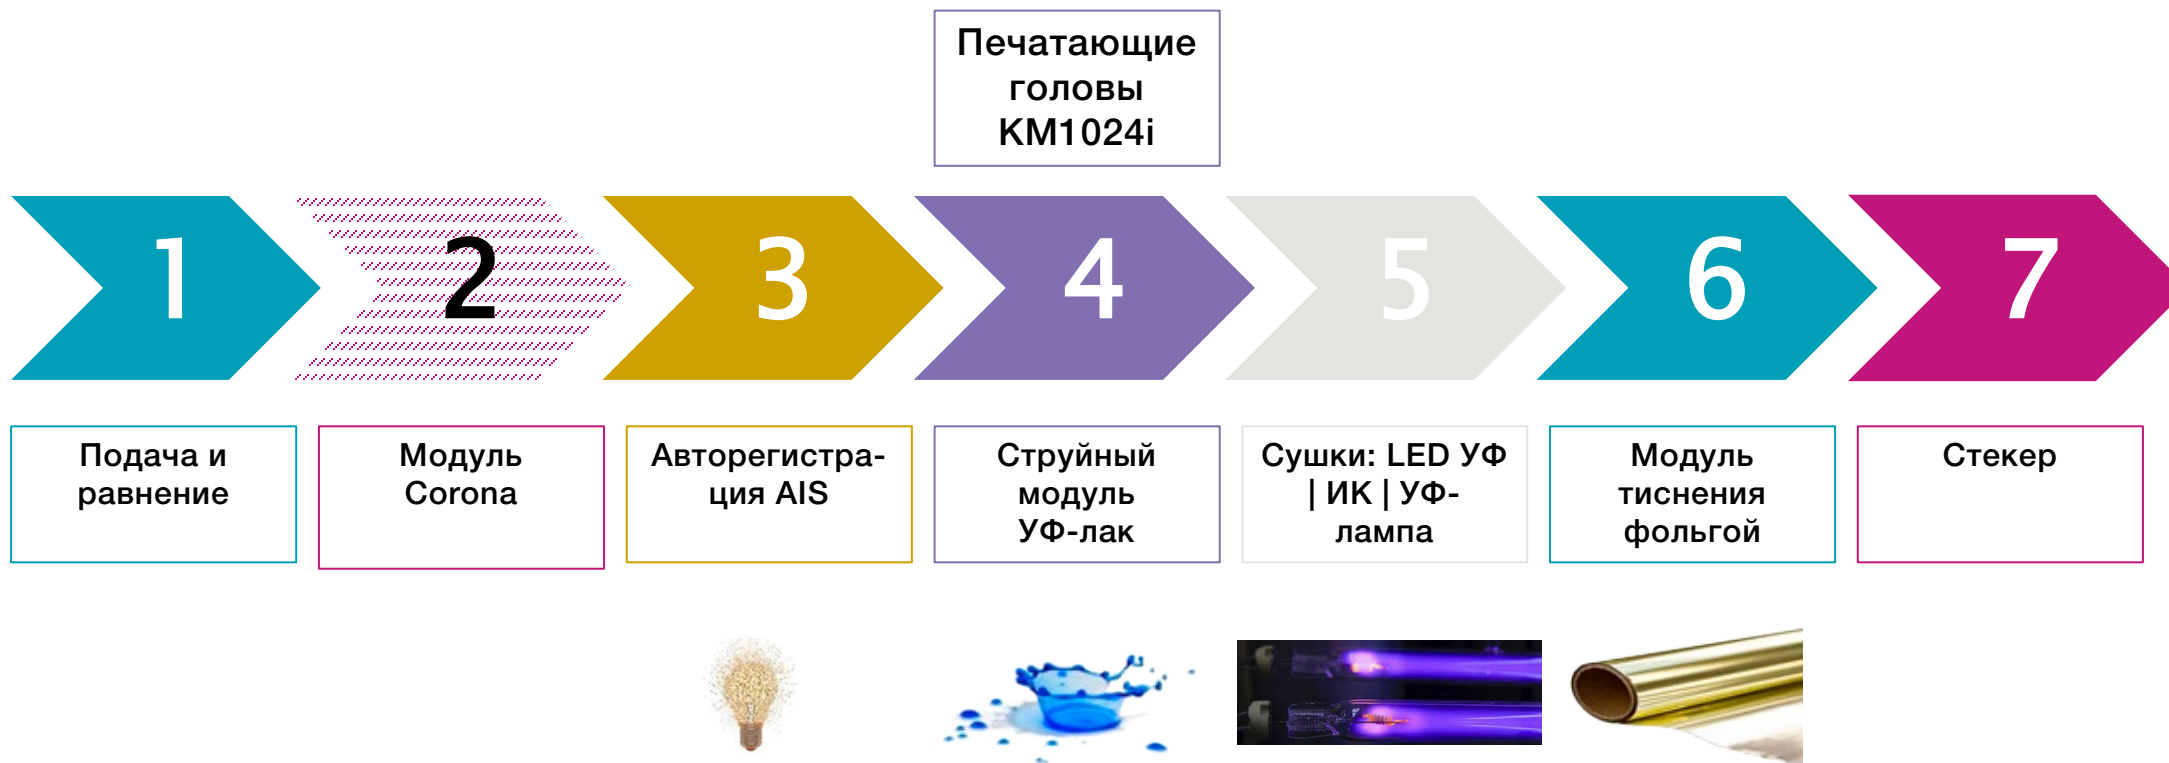 Печатающие
головы
KM1024i
1
2
3
4
5
6
7
Подача и
равнение
Модуль
Corona
Авторегистра-
ция AIS
Струйный
модуль
УФ-лак
Сушки: LED УФ
| ИК | УФ-
лампа
Модуль
тиснения
фольгой
Стекер